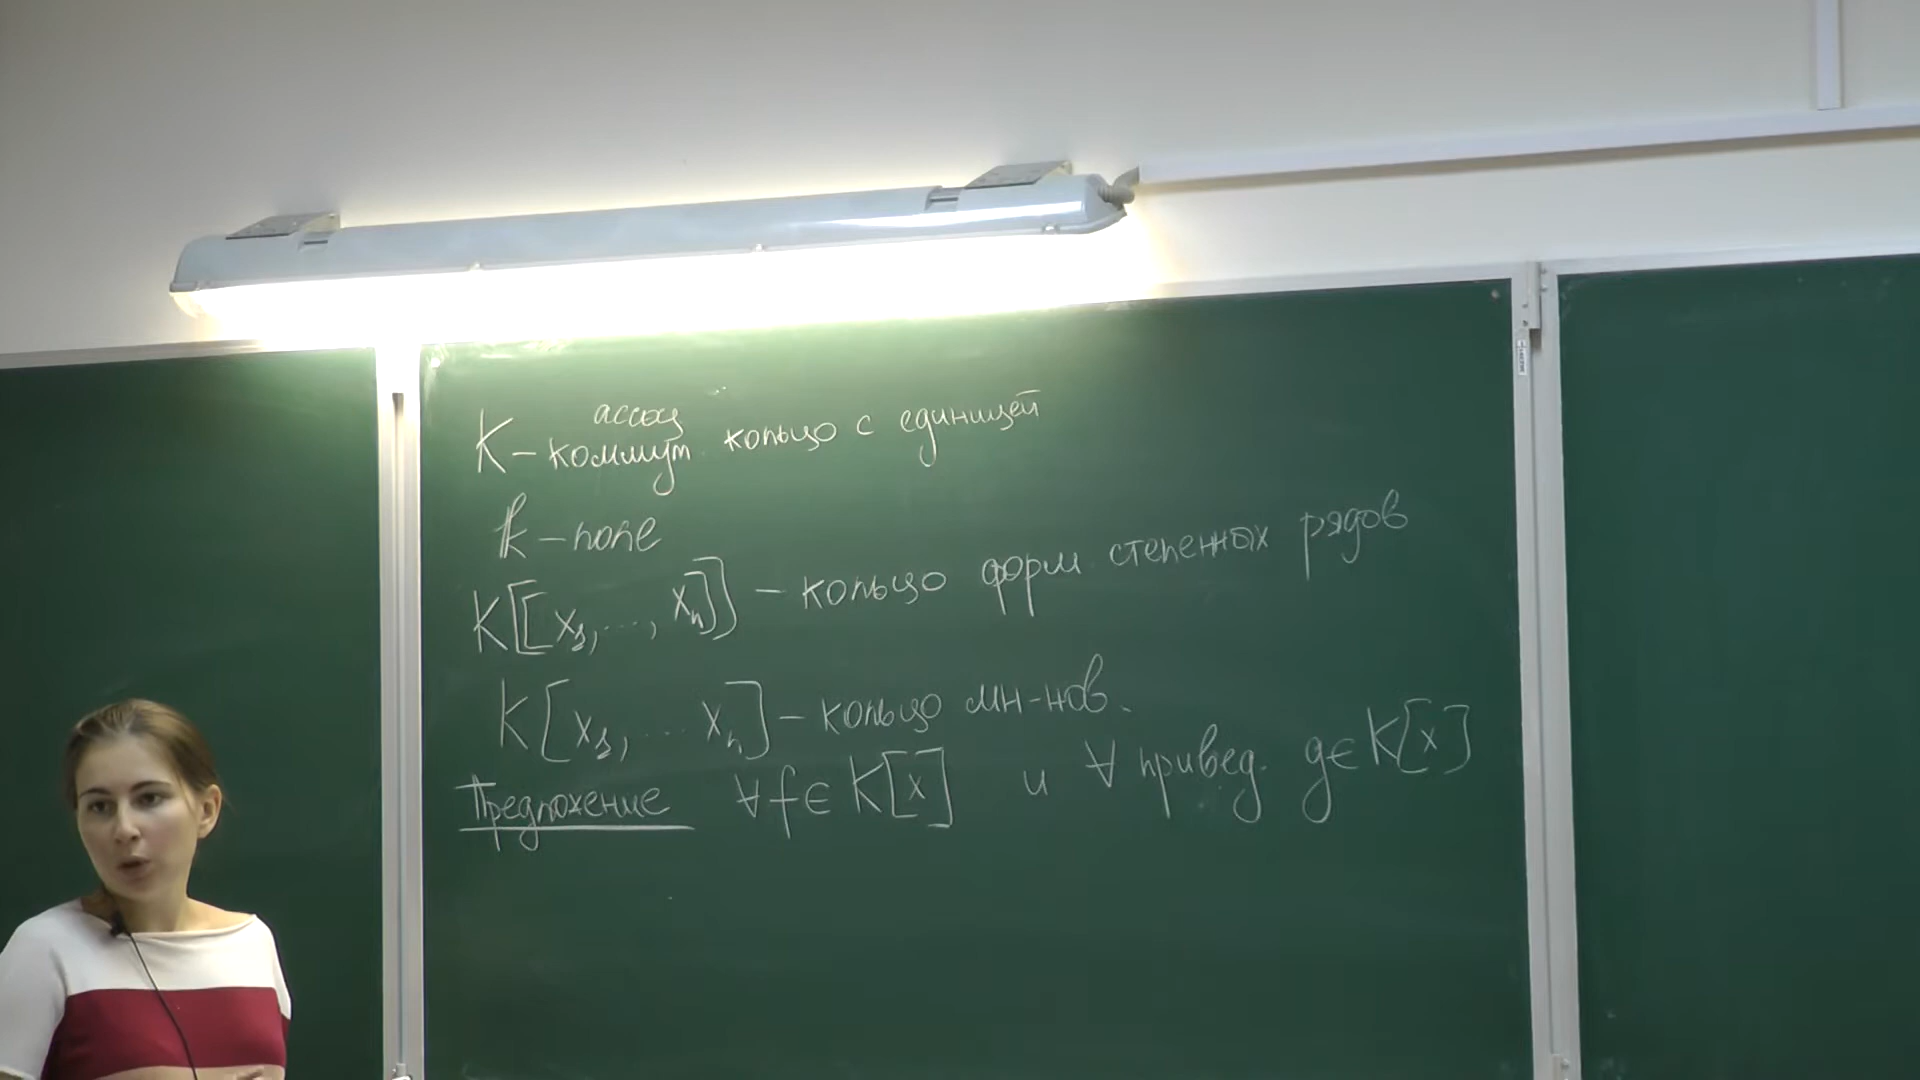 ассоц
K – коммут. кольцо с единицей
𝕜 – поле
K[[x₁, ..., xₙ]] – кольцо форм. степенных рядов
K[x₁, ... xₙ] – кольцо мн-нов.
Предложение ∀f∈K[x] и ∀ привед. g∈K[x]